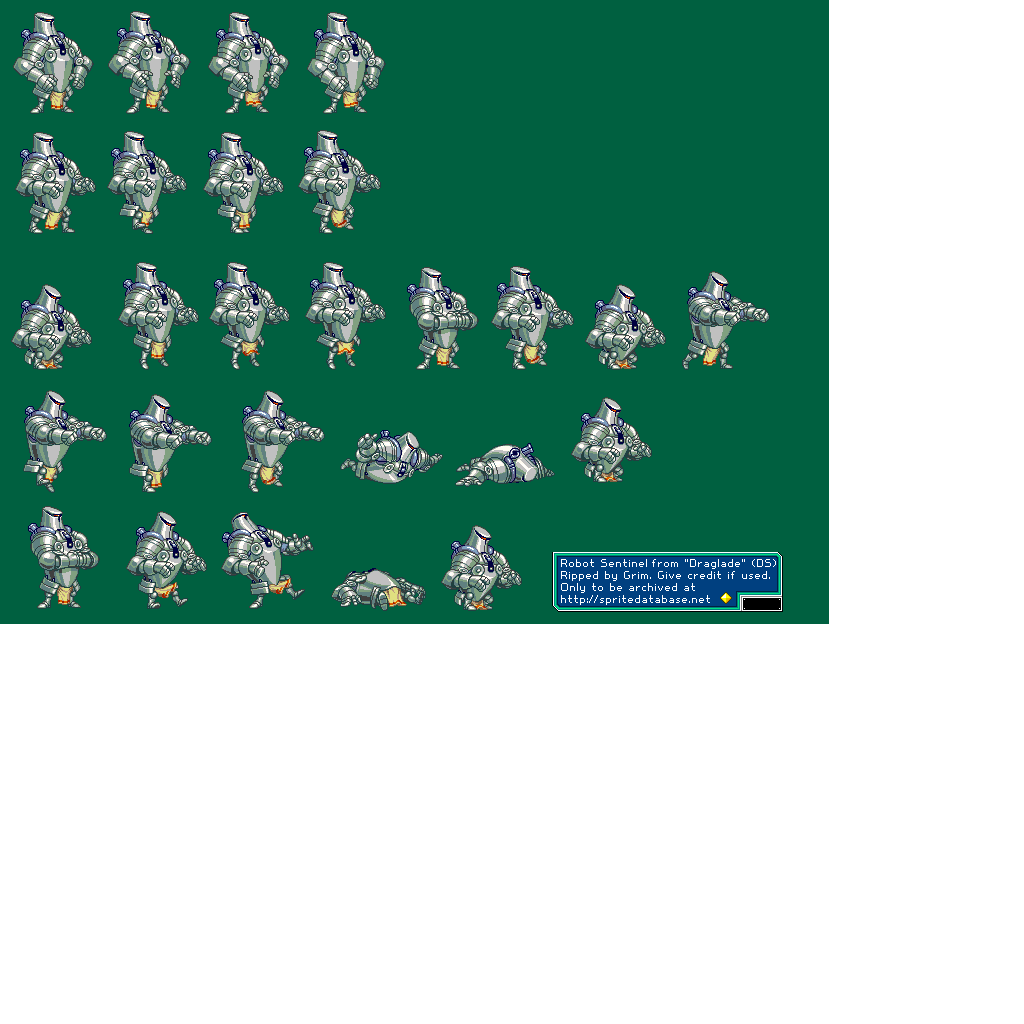 Robot Sentinel from "Draglade" (DS)
Ripped by Grim. Give credit if used.
Only to be archived at
http://spritedatabase.net